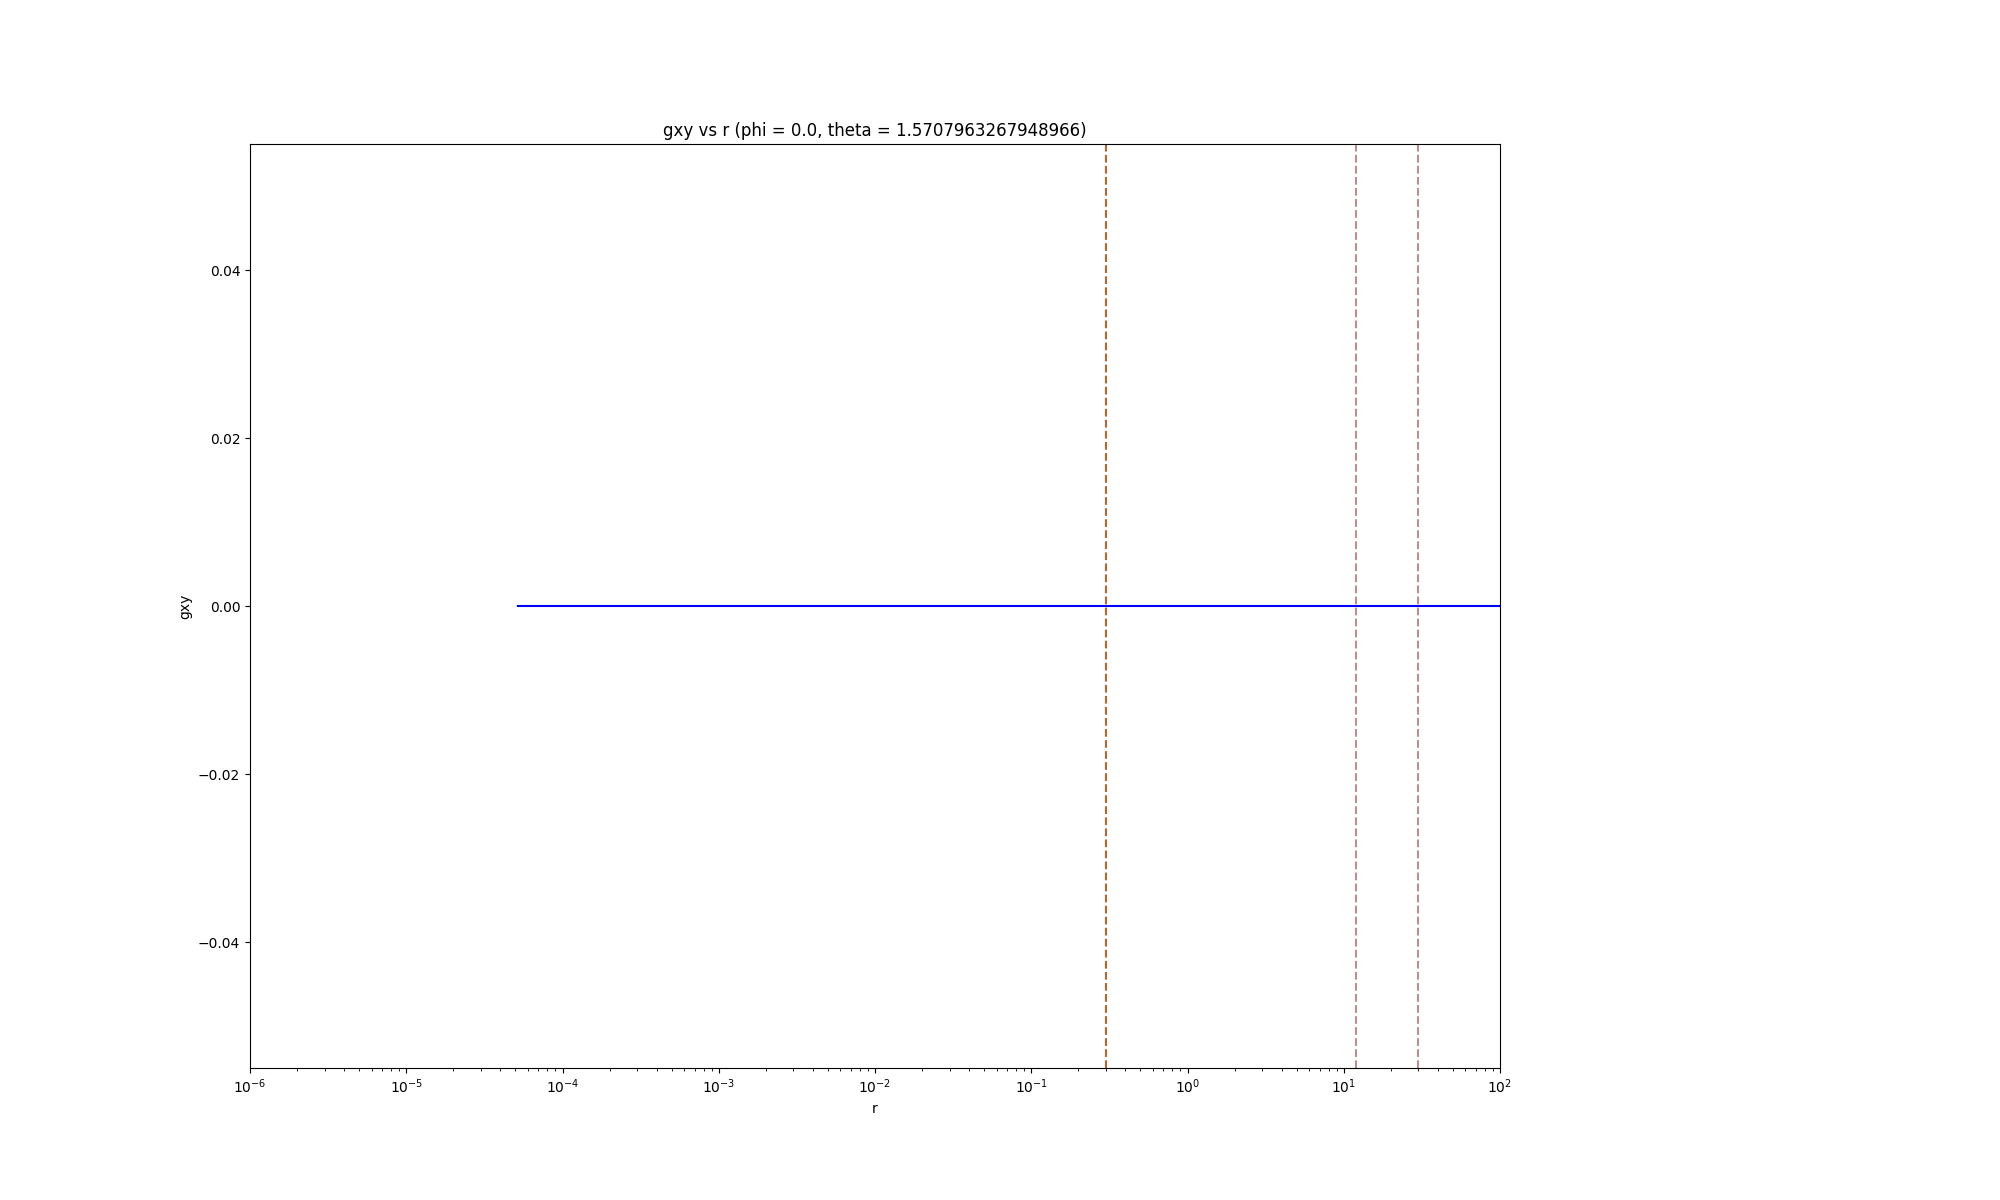 gxy vs r (phi = 0.0, theta = 1.5707963267948966)
0.04
0.02
0.00
−0.02
−0.04
gxy
10⁻⁶ 10⁻⁵ 10⁻⁴ 10⁻³ 10⁻² 10⁻¹ 10⁰ 10¹ 10²
r